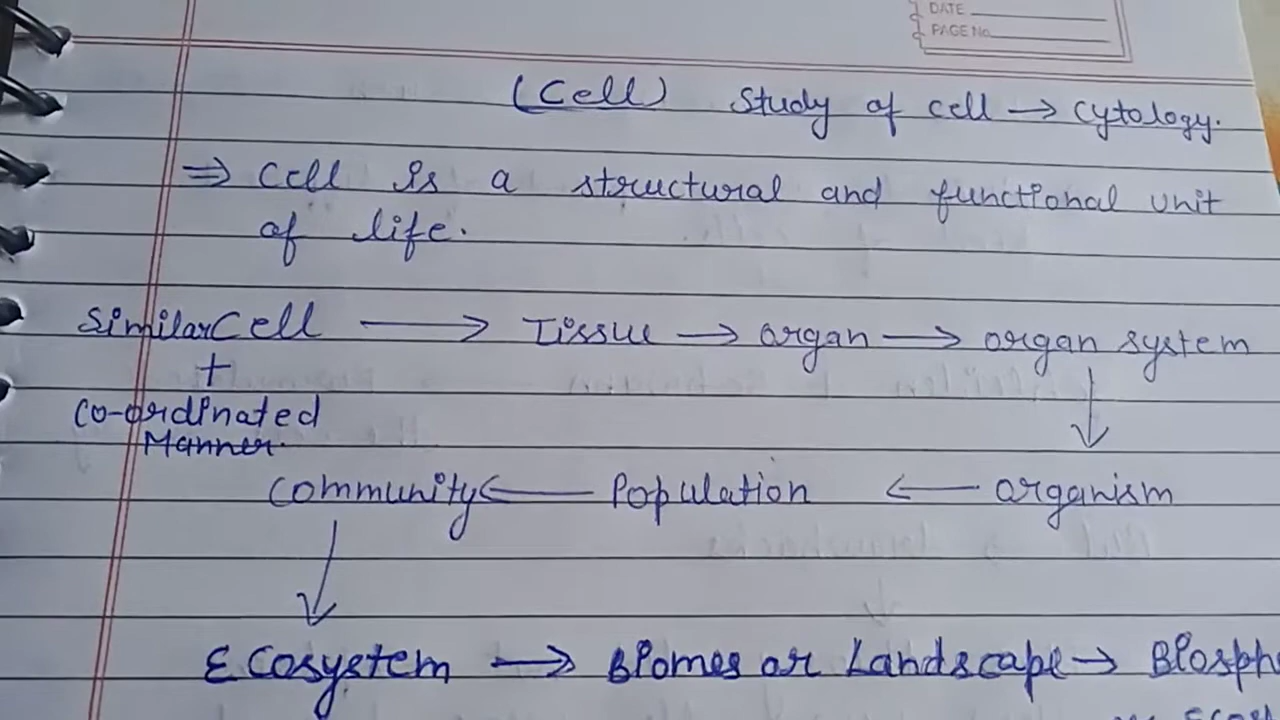 DATE
PAGE No.
(Cell) Study of cell → Cytology.
⇒ Cell is a structural and functional unit
of life.
Similar Cell → Tissue → organ → organ system
+
Co-ordinated
Manner.
↓
Community ← Population ← organism
↓
Ecosystem → Biomes or Landscape →